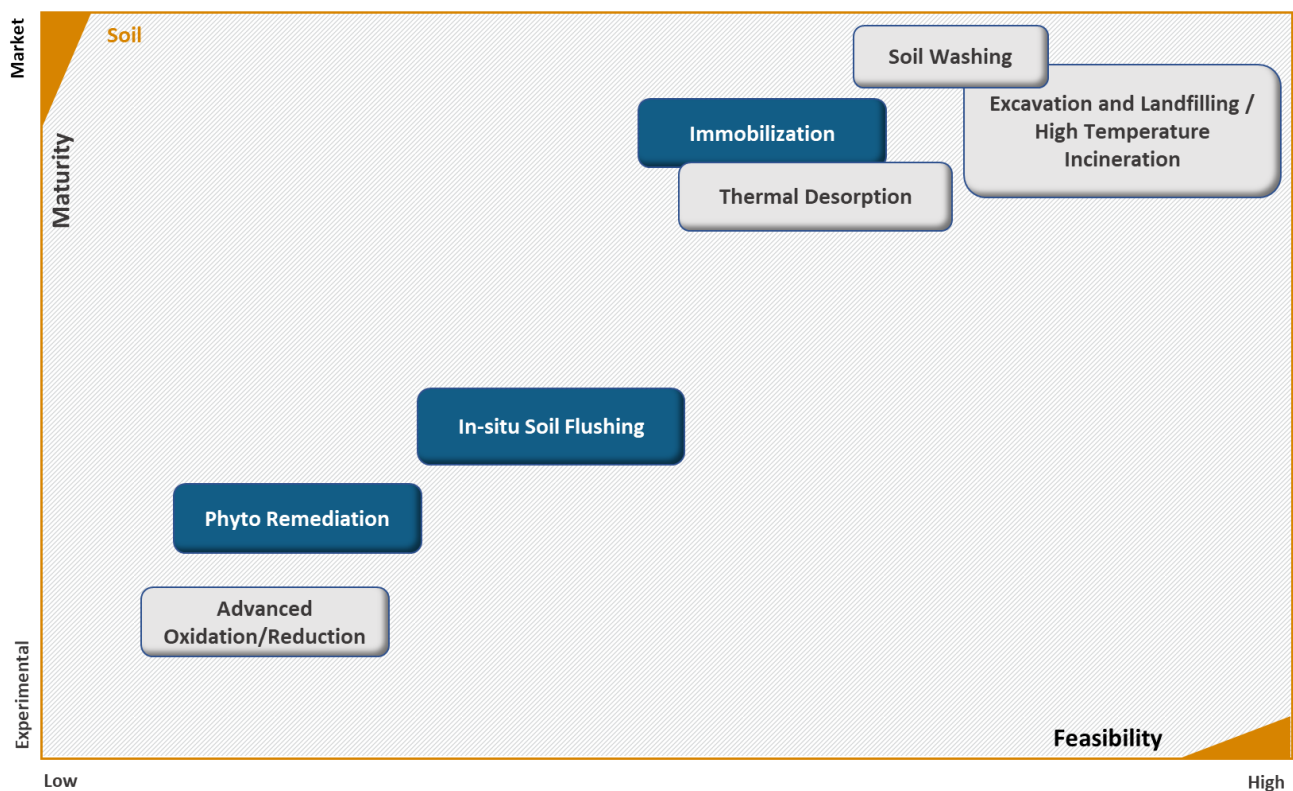 Market
Soil
Maturity
Soil Washing
Excavation and Landfilling /
High Temperature
Incineration
Immobilization
Thermal Desorption
In-situ Soil Flushing
Phyto Remediation
Advanced
Oxidation/Reduction
Experimental
Feasibility
Low
High